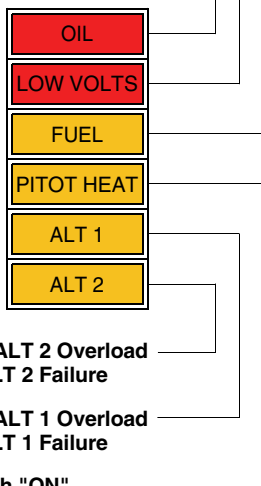 OIL
LOW VOLTS
FUEL
PITOT HEAT
ALT 1
ALT 2
ALT 2 Overload
2 Failure
ALT 1 Overload
1 Failure
"ON"